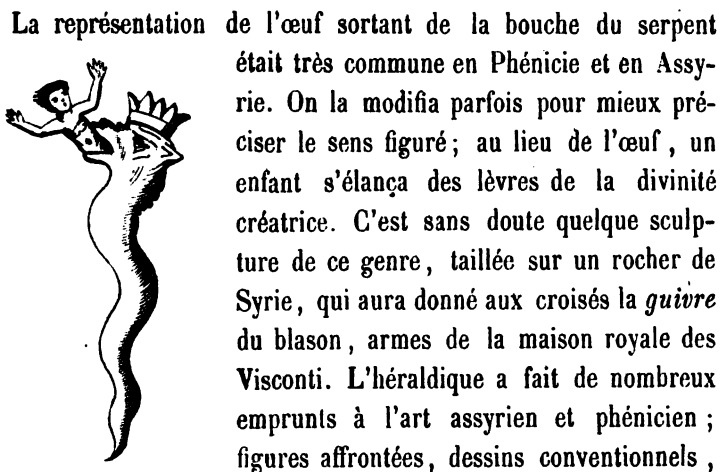 La représentation de l'œuf sortant de la bouche du serpent
était très commune en Phénicie et en Assy-
rie. On la modifia parfois pour mieux pré-
ciser le sens figuré ; au lieu de l'œuf, un
enfant s'élança des lèvres de la divinité
créatrice. C'est sans doute quelque sculp-
ture de ce genre, taillée sur un rocher de
Syrie, qui aura donné aux croisés la guivre
du blason, armes de la maison royale des
Visconti. L'héraldique a fait de nombreux
emprunts à l'art assyrien et phénicien ;
figures affrontées, dessins conventionnels,